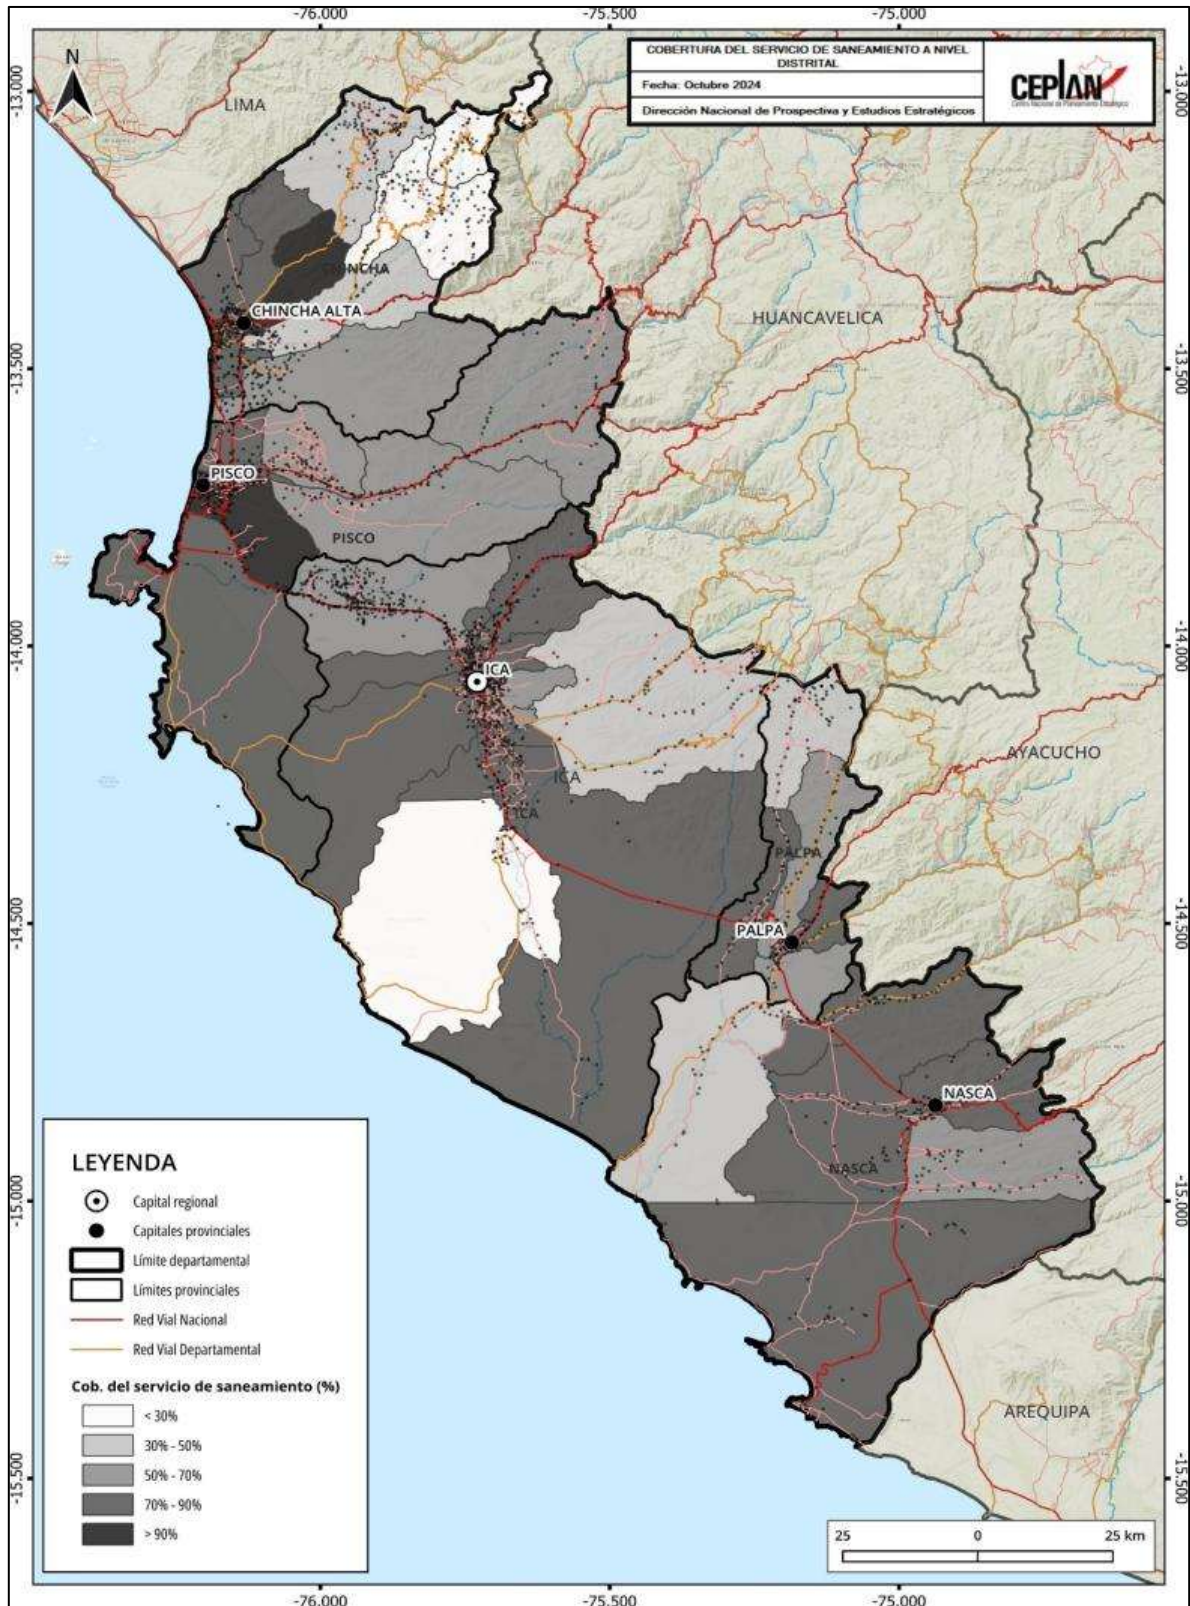 -76.000
-75.500
-75.000
COBERTURA DEL SERVICIO DE SANEAMIENTO A NIVEL
DISTRITAL
Fecha: Octubre 2024
Dirección Nacional de Prospectiva y Estudios Estratégicos
CEPLAN
Centro Nacional de Planeamiento Estratégico
N
-13.000
-13.000
LIMA
CHINCHA
CHINCHA ALTA
HUANCAVELICA
-13.500
-13.500
PISCO
PISCO
-14.000
-14.000
ICA
AYACUCHO
ICA
ICA
PALPA
-14.500
-14.500
PALPA
NASCA
NASCA
-15.000
-15.000
LEYENDA
Capital regional
Capitales provinciales
Límite departamental
Límites provinciales
Red Vial Nacional
Red Vial Departamental
Cob. del servicio de saneamiento (%)
< 30%
30% - 50%
50% - 70%
70% - 90%
> 90%
AREQUIPA
-15.500
-15.500
25 0 25 km
-76.000
-75.500
-75.000